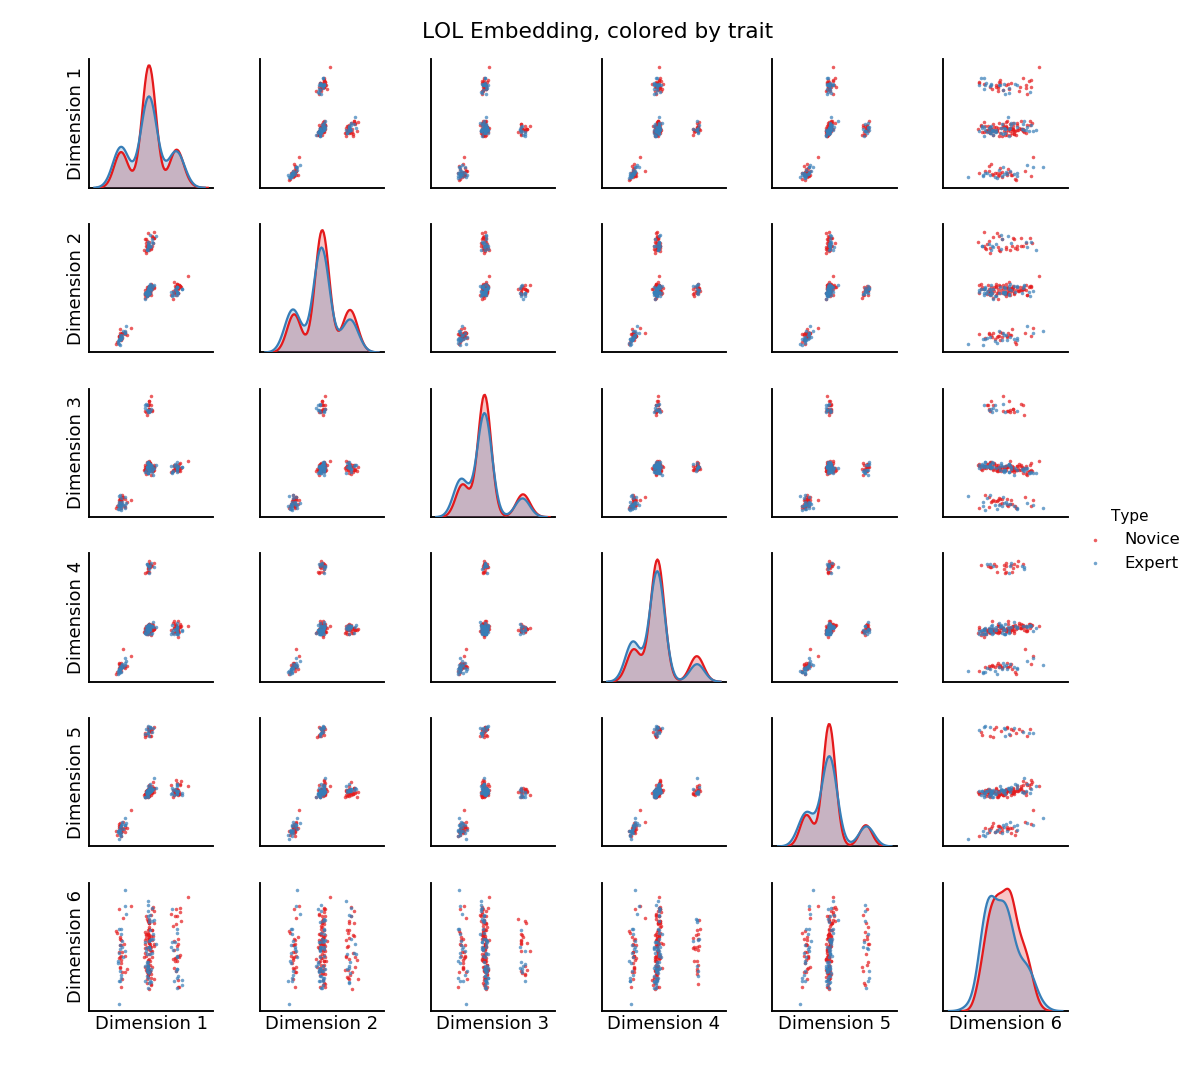 LOL Embedding, colored by trait
Dimension 1
Dimension 2
Dimension 3
Dimension 4
Dimension 5
Dimension 6
Type
Novice
Expert
Dimension 1
Dimension 2
Dimension 3
Dimension 4
Dimension 5
Dimension 6